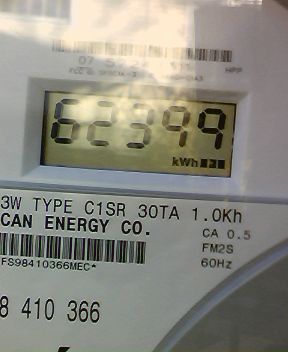 HPP
62399
kWh
3W TYPE C1SR 30TA 1.0Kh
CAN ENERGY CO.
CA 0.5
FM2S
60Hz
FS98410366MEC*
8 410 366